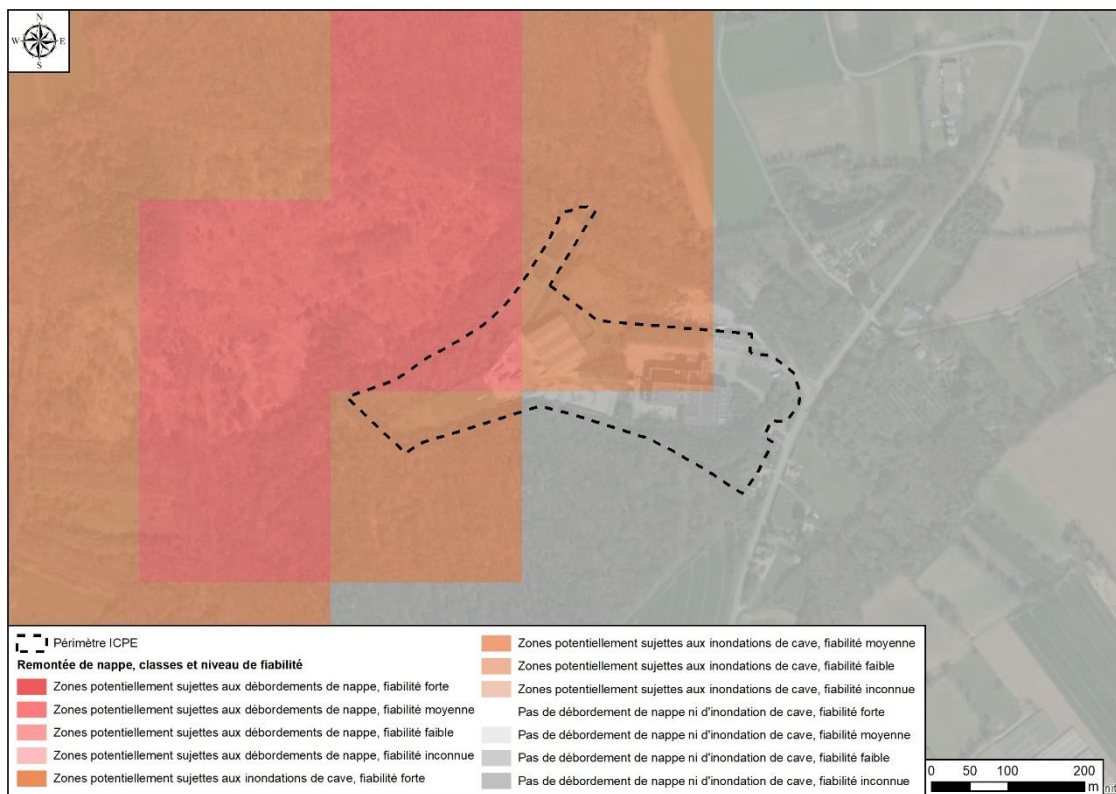 N
W E
S
Périmètre ICPE
Remontée de nappe, classes et niveau de fiabilité
Zones potentiellement sujettes aux débordements de nappe, fiabilité forte
Zones potentiellement sujettes aux débordements de nappe, fiabilité moyenne
Zones potentiellement sujettes aux débordements de nappe, fiabilité faible
Zones potentiellement sujettes aux débordements de nappe, fiabilité inconnue
Zones potentiellement sujettes aux inondations de cave, fiabilité forte
Zones potentiellement sujettes aux inondations de cave, fiabilité moyenne
Zones potentiellement sujettes aux inondations de cave, fiabilité faible
Zones potentiellement sujettes aux inondations de cave, fiabilité inconnue
Pas de débordement de nappe ni d'inondation de cave, fiabilité forte
Pas de débordement de nappe ni d'inondation de cave, fiabilité moyenne
Pas de débordement de nappe ni d'inondation de cave, fiabilité faible
Pas de débordement de nappe ni d'inondation de cave, fiabilité inconnue
0 50 100 200
m